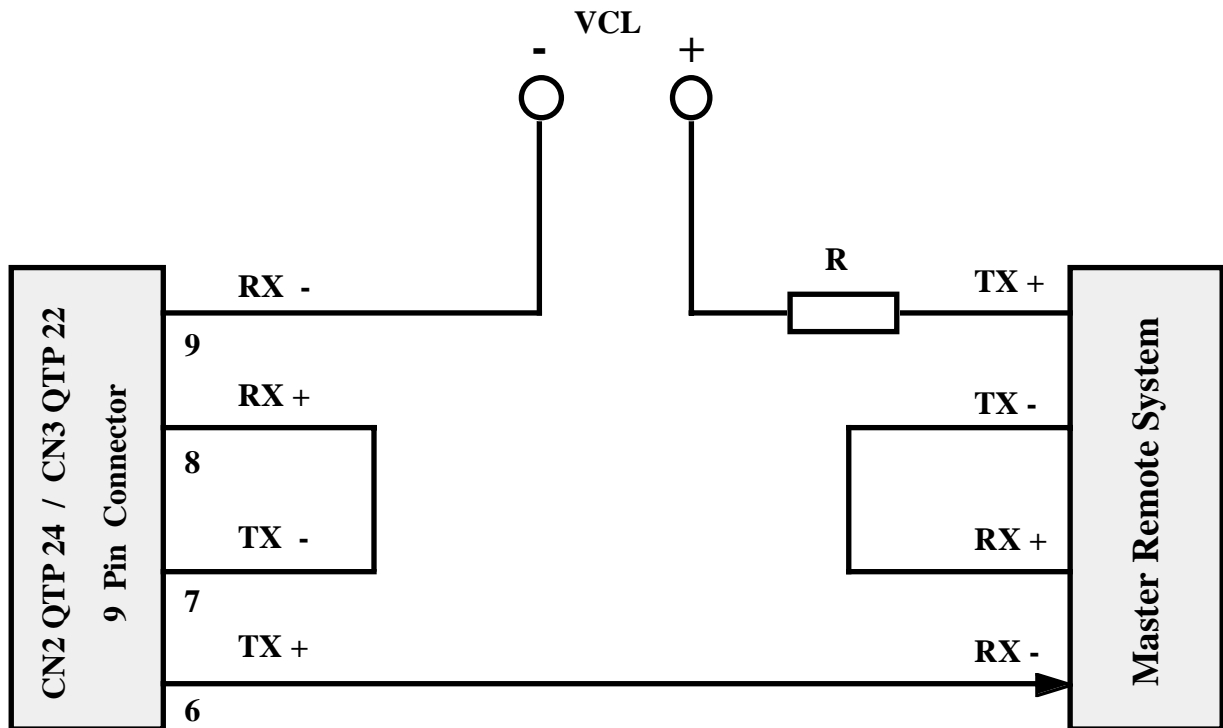 VCL
- +
CN2 QTP 24 / CN3 QTP 22
9 Pin Connector
RX -
9
RX +
8
TX -
7
TX +
6
R
TX +
TX -
RX +
RX -
Master Remote System